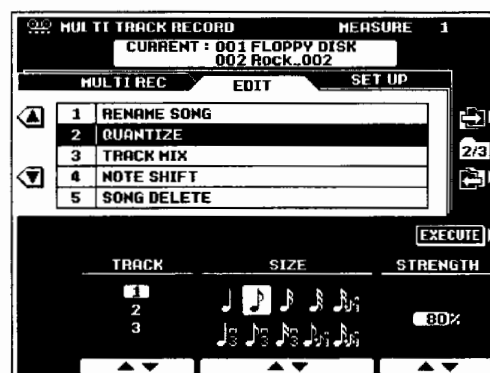 MULTI TRACK RECORD MEASURE 1
CURRENT : 001 FLOPPY DISK
002 Rock..002
MULTI REC EDIT SET UP
1 RENAME SONG
2 QUANTIZE
3 TRACK MIX
2/3
4 NOTE SHIFT
5 SONG DELETE
EXECUTE
TRACK SIZE STRENGTH
1
2
3
80%